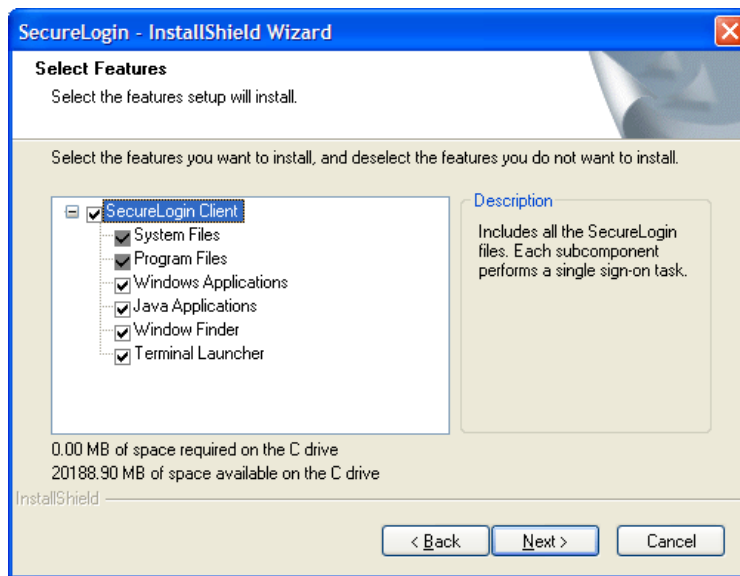 SecureLogin - InstallShield Wizard
Select Features
Select the features setup will install.
Select the features you want to install, and deselect the features you do not want to install.
SecureLogin Client
System Files
Program Files
Windows Applications
Java Applications
Window Finder
Terminal Launcher
Description
Includes all the SecureLogin
files. Each subcomponent
performs a single sign-on task.
0.00 MB of space required on the C drive
20188.90 MB of space available on the C drive
InstallShield
< Back
Next >
Cancel